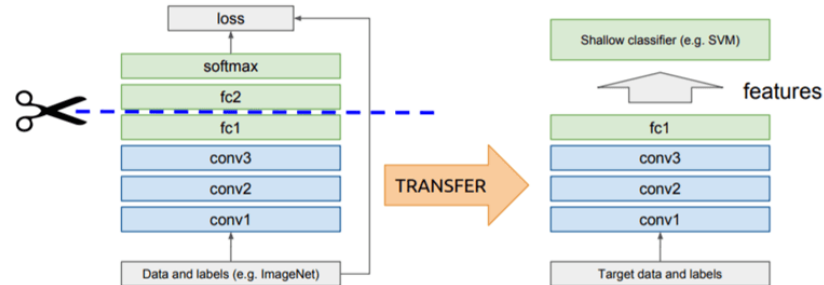 loss
softmax
fc2
fc1
conv3
conv2
conv1
Data and labels (e.g. ImageNet)
TRANSFER
Shallow classifier (e.g. SVM)
features
fc1
conv3
conv2
conv1
Target data and labels